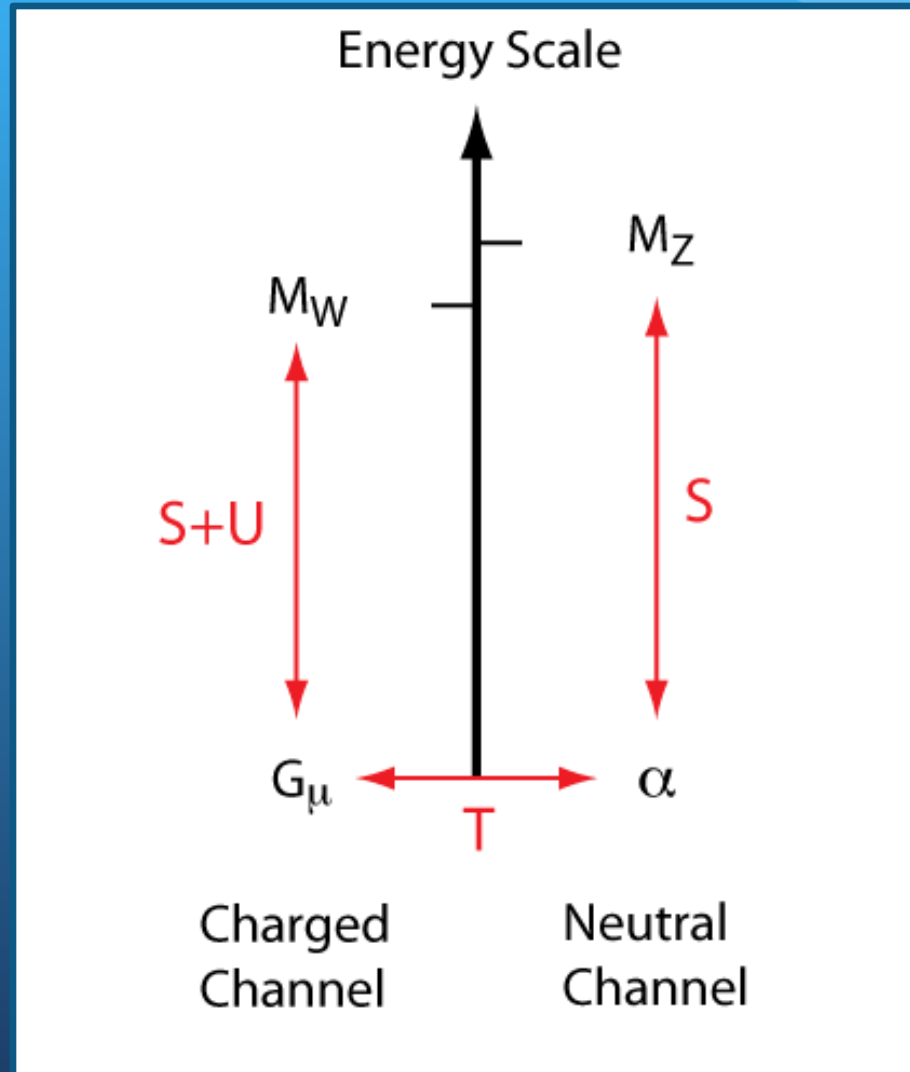 Energy Scale
M_Z
M_W
S+U
S
G_μ
α
T
Charged
Channel
Neutral
Channel